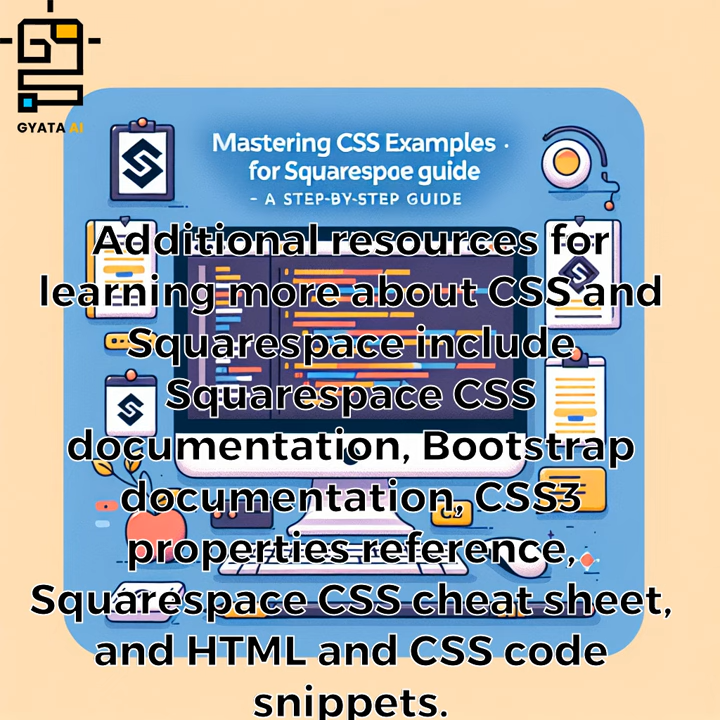 GYATA AI
Mastering CSS Examples
for Squarespoe guide
- A STEP-BY-STEP GUIDE
Additional resources for
learning more about CSS and
Squarespace include
Squarespace CSS
documentation, Bootstrap
documentation, CSS3
properties reference,
Squarespace CSS cheat sheet,
and HTML and CSS code
snippets.